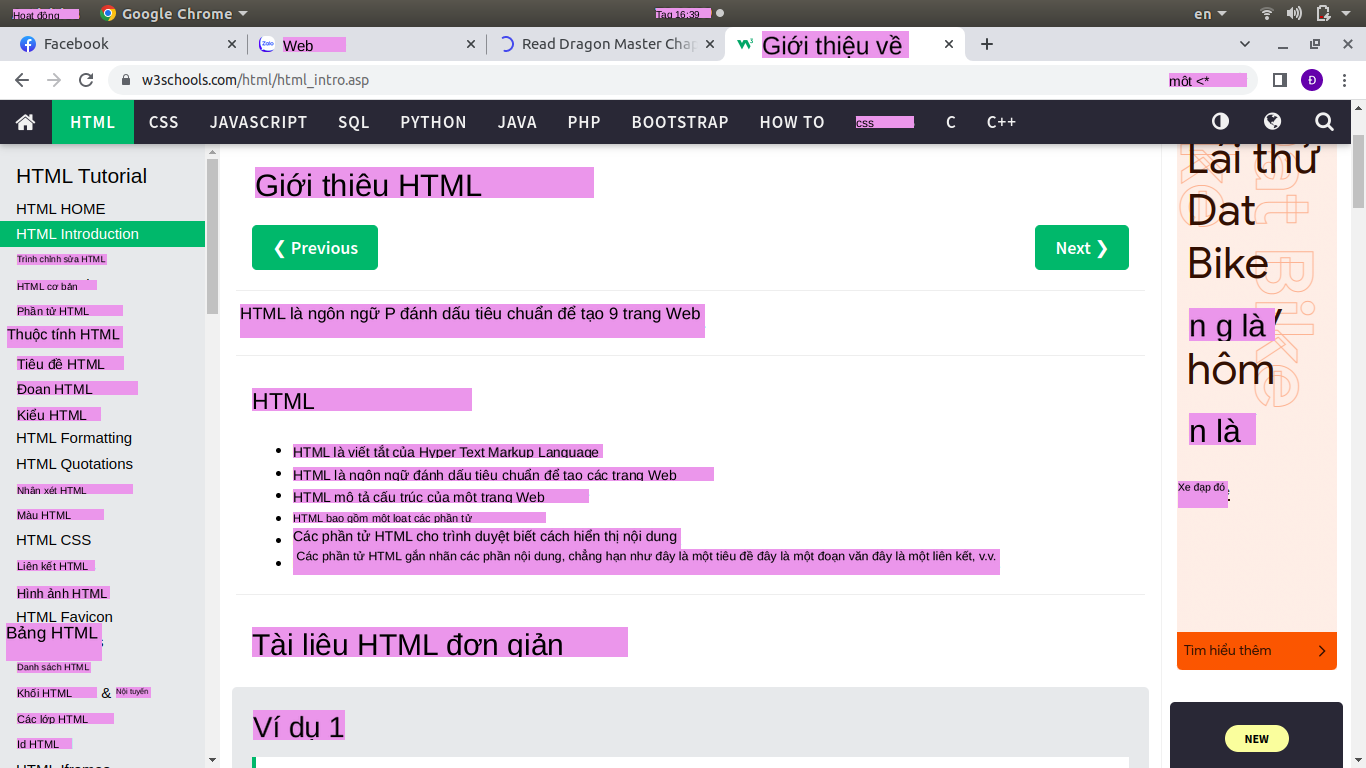 Hoạt động
Google Chrome
Tag 16:39
en
Facebook
Web
Read Dragon Master Chap
Giới thiệu về
w3schools.com/html/html_intro.asp
một <*
Đ
HTML CSS JAVASCRIPT SQL PYTHON JAVA PHP BOOTSTRAP HOW TO css C C++
HTML Tutorial
HTML HOME
HTML Introduction
Trình chỉnh sửa HTML
HTML cơ bản
Phần tử HTML
Thuộc tính HTML
Tiêu đề HTML
Đoan HTML
Kiểu HTML
HTML Formatting
HTML Quotations
Nhận xét HTML
Màu HTML
HTML CSS
Liên kết HTML
Hình ảnh HTML
HTML Favicon
Bảng HTML
Danh sách HTML
Khối HTML & Nội tuyến
Các lớp HTML
Id HTML
HTML Iframes
Giới thiêu HTML
❮ Previous
Next ❯
HTML là ngôn ngữ P đánh dấu tiêu chuẩn để tạo 9 trang Web
HTML
HTML là viết tắt của Hyper Text Markup Language
HTML là ngôn ngữ đánh dấu tiêu chuẩn để tạo các trang Web
HTML mô tả cấu trúc của một trang Web
HTML bao gồm một loạt các phần tử
Các phần tử HTML cho trình duyệt biết cách hiển thị nội dung
Các phần tử HTML gắn nhãn các phần nội dung, chẳng hạn như đây là một tiêu đề đây là một đoạn văn đây là một liên kết, v.v.
Tài liêu HTML đơn giản
Ví dụ 1
Lái thử
Dat
Bike
n g là
hôm
n là
Xe đạp đó
Tìm hiểu thêm
NEW